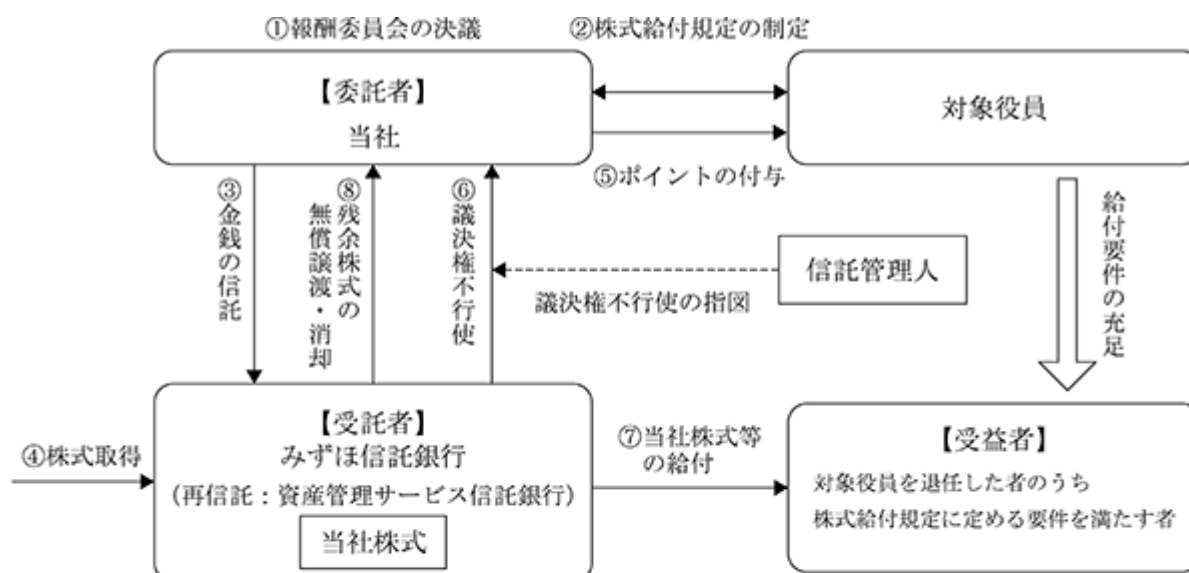 ①報酬委員会の決議
②株式給付規定の制定
【委託者】
当社
対象役員
⑤ポイントの付与
③金銭の信託
⑧残余株式の
無償譲渡・消却
⑥議決権不行使
信託管理人
議決権不行使の指図
給付要件の充足
④株式取得
【受託者】
みずほ信託銀行
(再信託：資産管理サービス信託銀行)
当社株式
⑦当社株式等
の給付
【受益者】
対象役員を退任した者のうち
株式給付規定に定める要件を満たす者